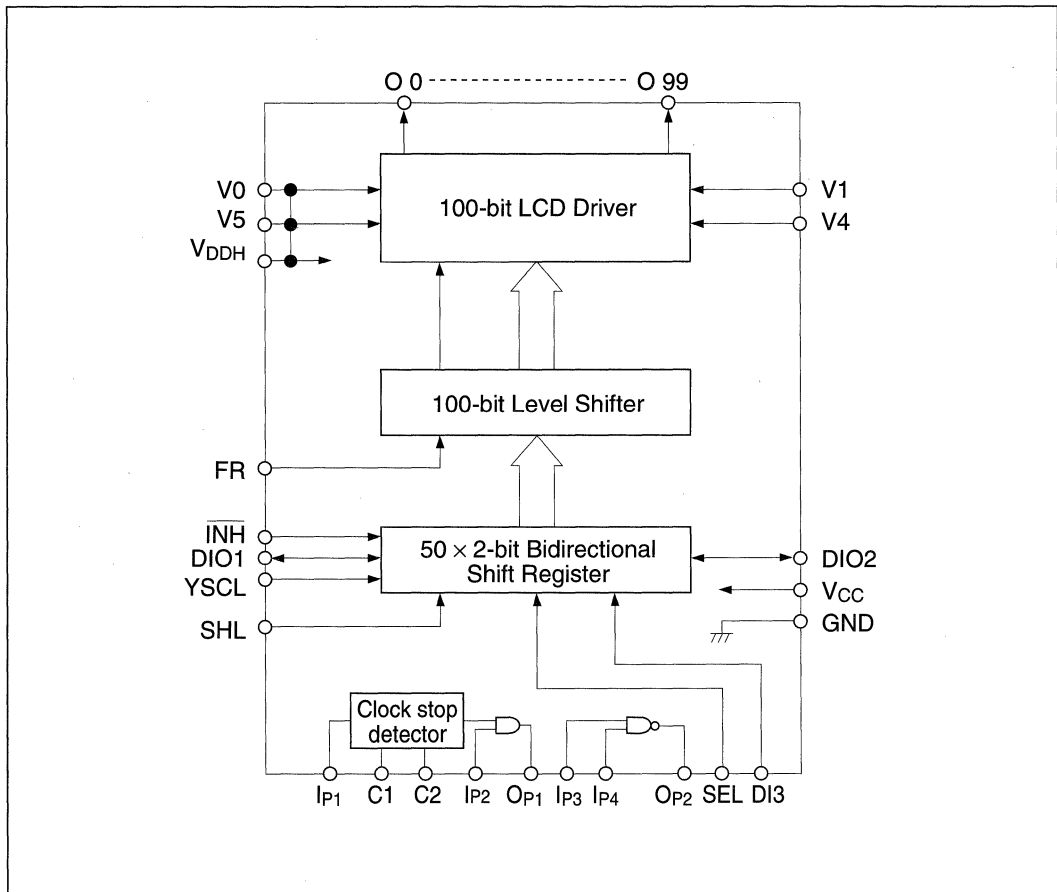 O 0 ---------------------- O 99
V0
V5
VDDH
100-bit LCD Driver
V1
V4
100-bit Level Shifter
FR
I̅N̅H̅
DIO1
YSCL
SHL
50 × 2-bit Bidirectional
Shift Register
DIO2
VCC
GND
Clock stop
detector
IP1 C1 C2 IP2 OP1 IP3 IP4 OP2 SEL DI3